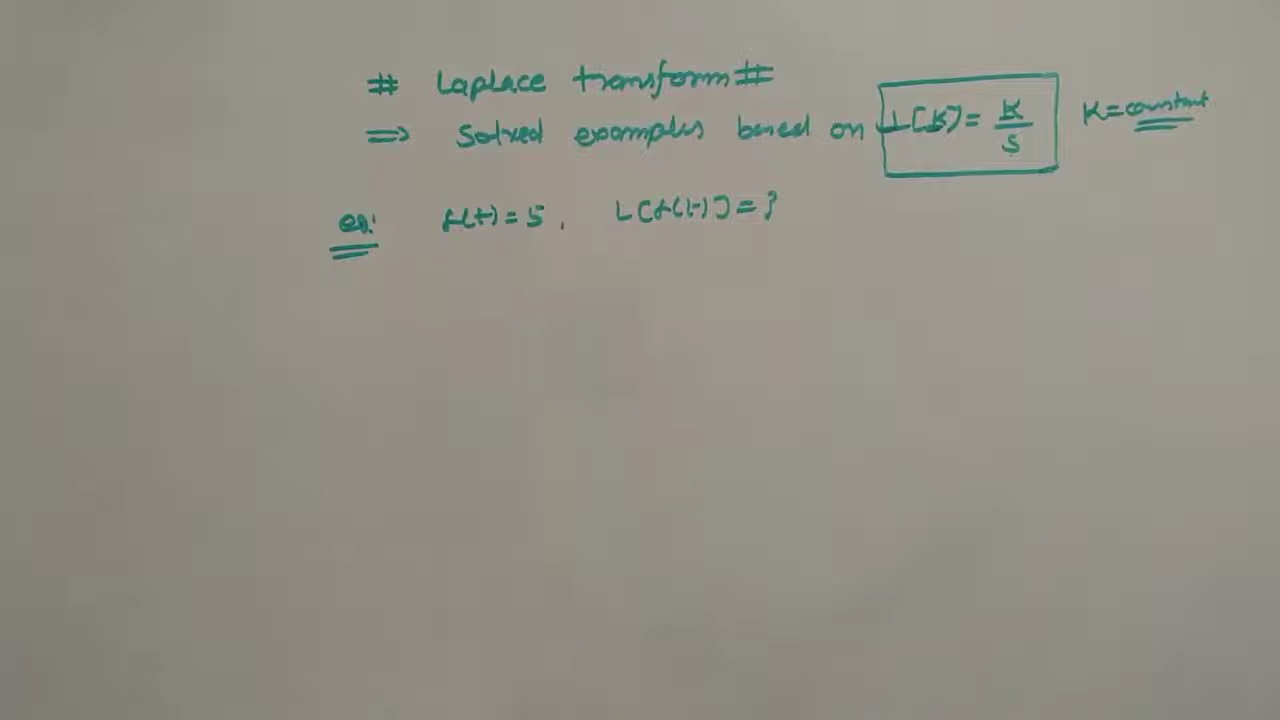 # Laplace transform #
⇒ Solved examples based on L[K] = K/S K = constant
ex: f(t) = 5, L[f(t)] = ?